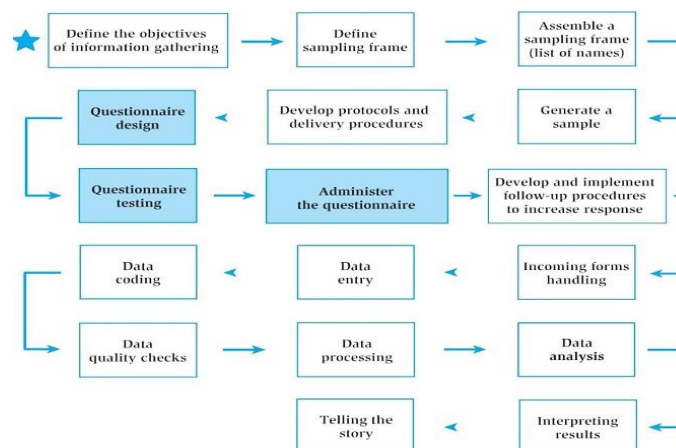 Define the objectives
of information gathering
Define
sampling frame
Assemble a
sampling frame
(list of names)
Generate a
sample
Develop protocols and
delivery procedures
Questionnaire
design
Questionnaire
testing
Administer
the questionnaire
Develop and implement
follow-up procedures
to increase response
Incoming forms
handling
Data
entry
Data
coding
Data
quality checks
Data
processing
Data
analysis
Interpreting
results
Telling the
story